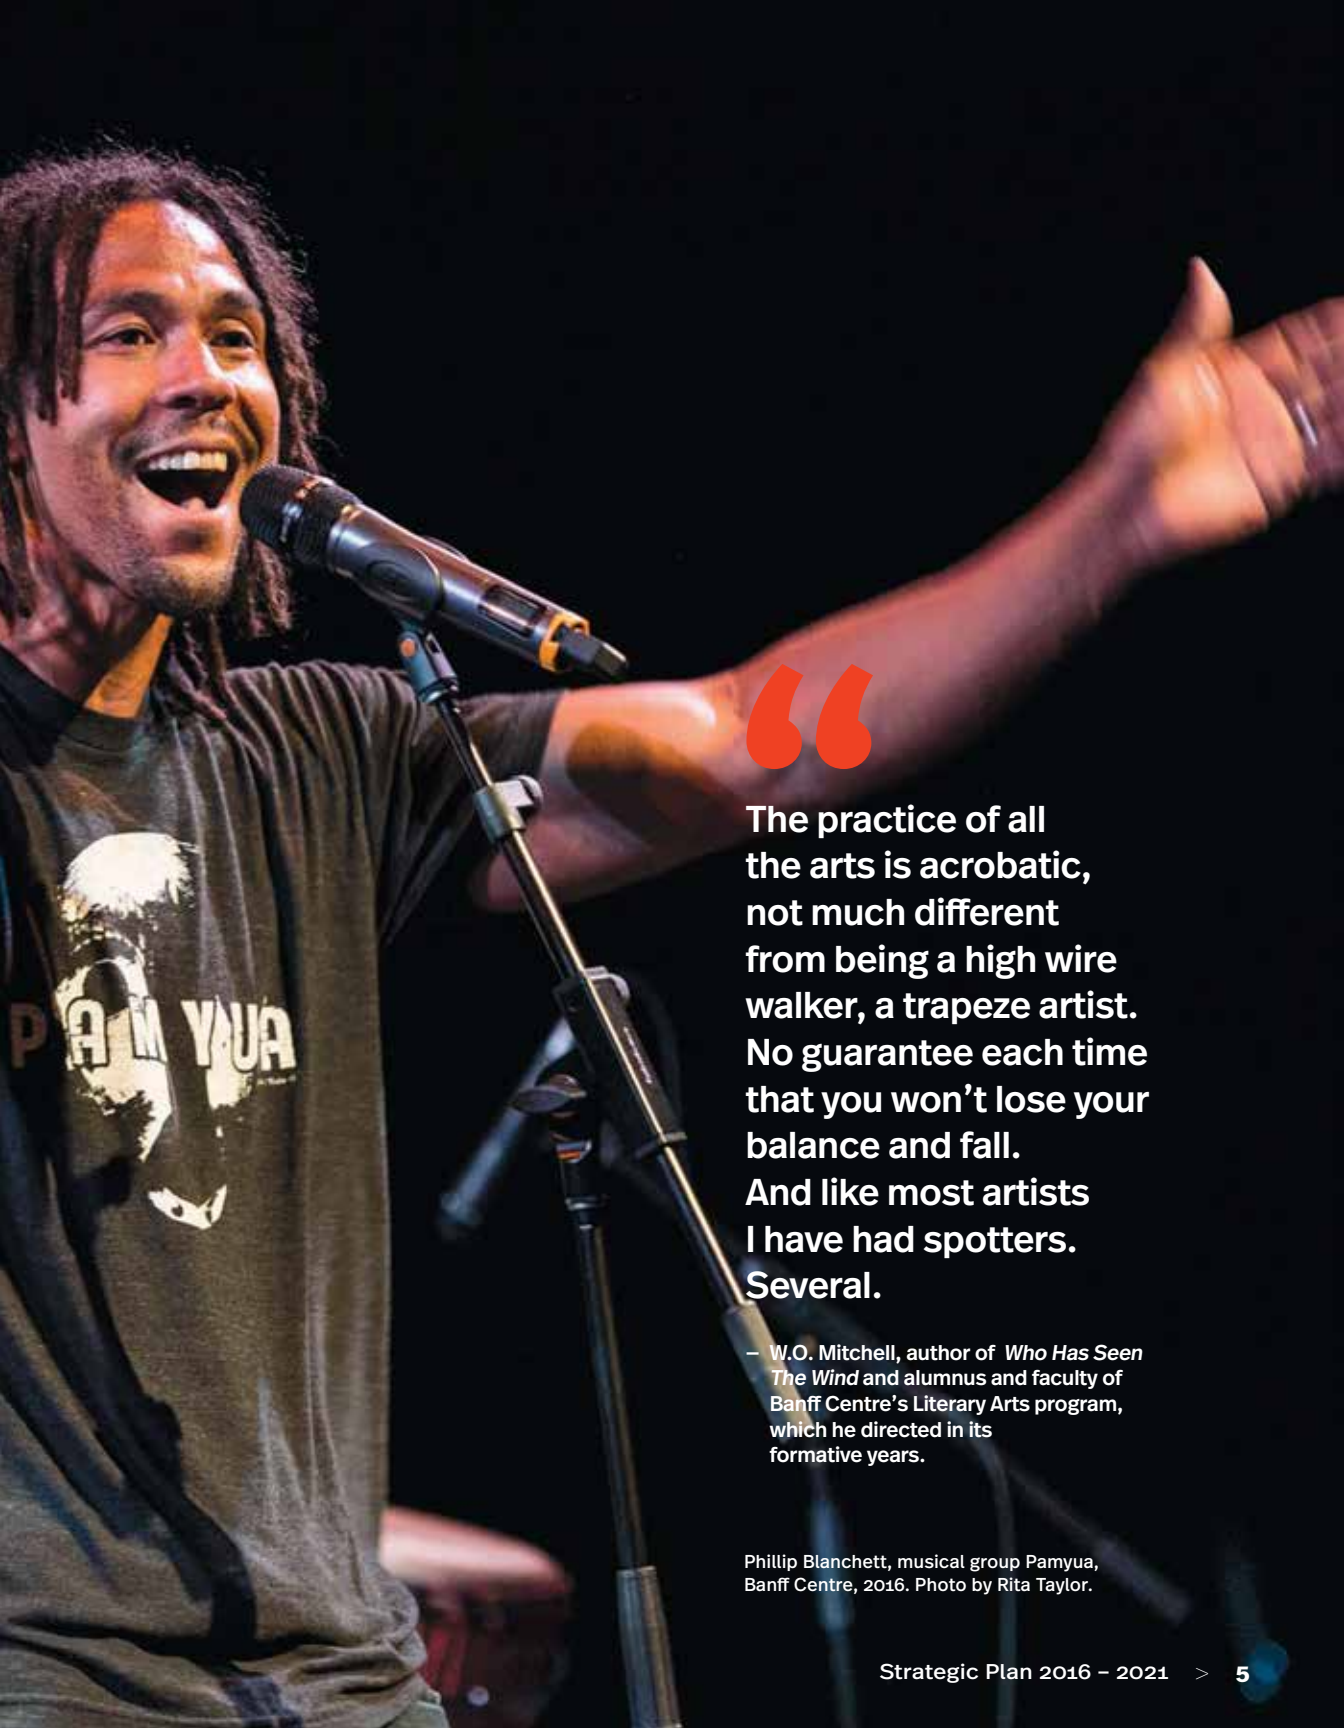 PAMYUA
“
The practice of all
the arts is acrobatic,
not much different
from being a high wire
walker, a trapeze artist.
No guarantee each time
that you won’t lose your
balance and fall.
And like most artists
I have had spotters.
Several.
– W.O. Mitchell, author of Who Has Seen
The Wind and alumnus and faculty of
Banff Centre’s Literary Arts program,
which he directed in its
formative years.
Phillip Blanchett, musical group Pamyua,
Banff Centre, 2016. Photo by Rita Taylor.
Strategic Plan 2016 – 2021 > 5